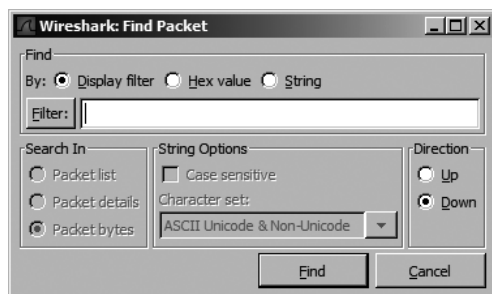 Wireshark: Find Packet
Find
By: Display filter Hex value String
Filter:
Search In
Packet list
Packet details
Packet bytes
String Options
Case sensitive
Character set:
ASCII Unicode & Non-Unicode
Direction
Up
Down
Find Cancel